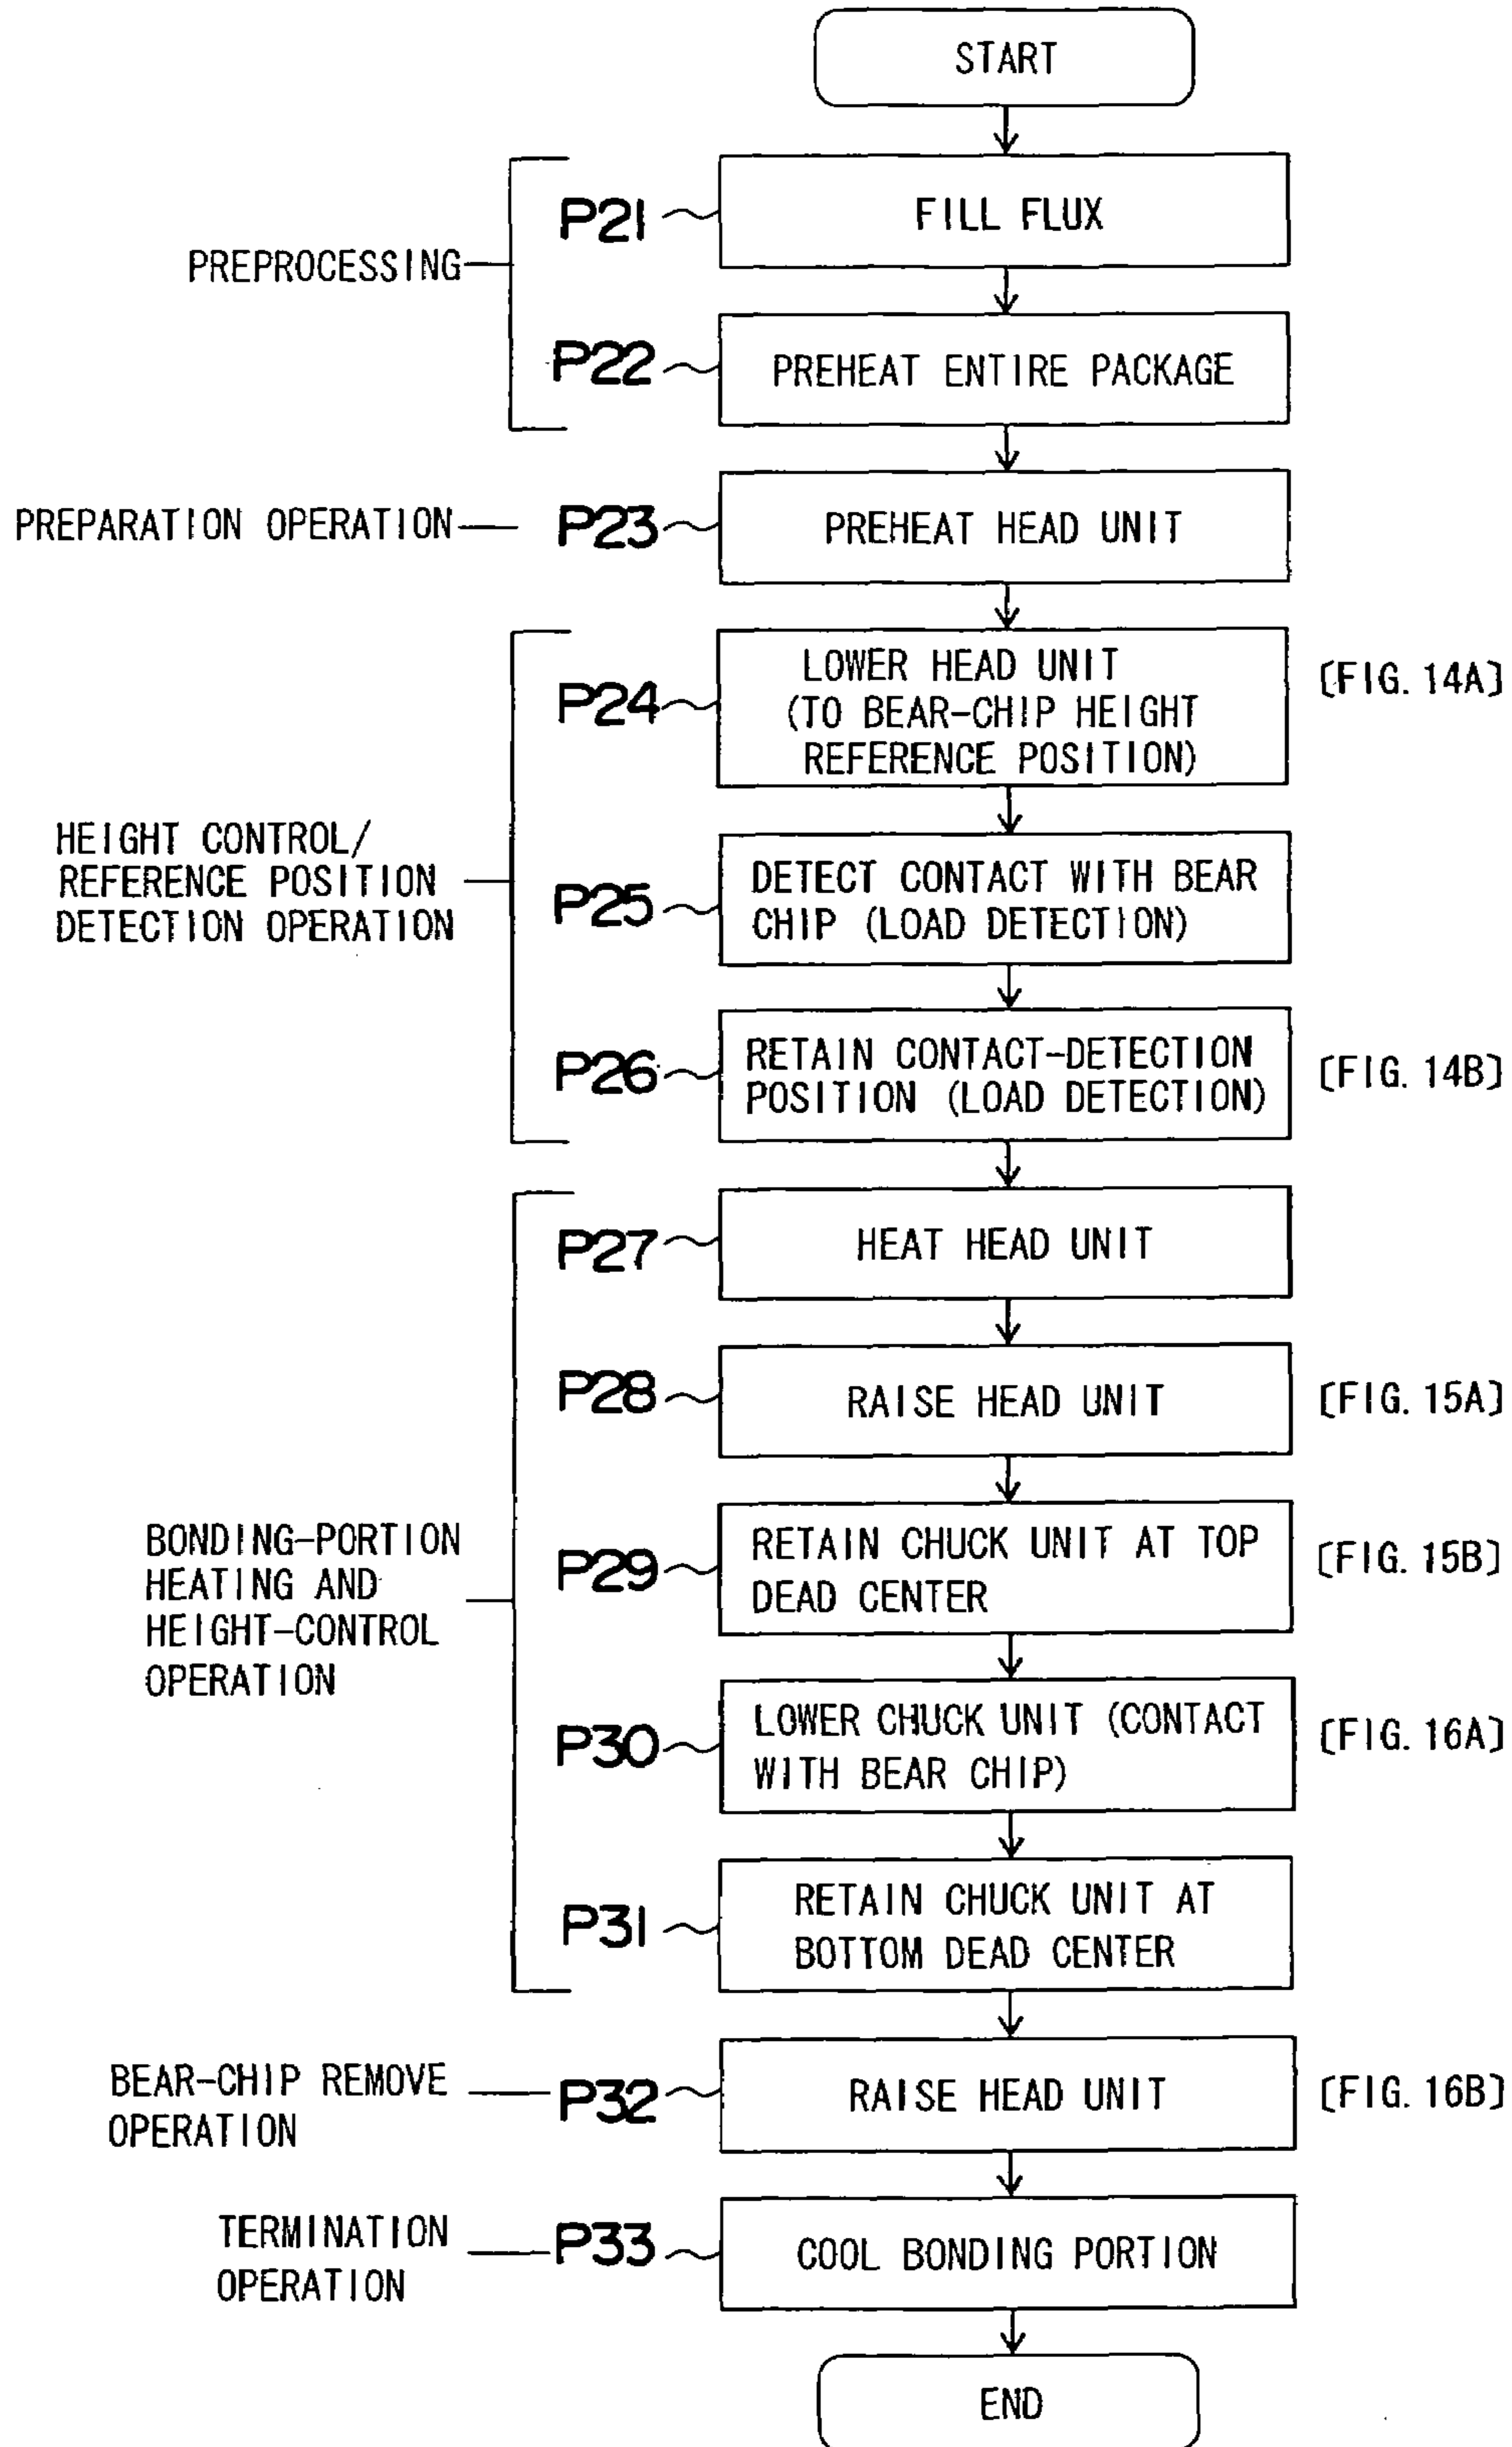 START
PREPROCESSING
P21
FILL FLUX
P22
PREHEAT ENTIRE PACKAGE
PREPARATION OPERATION
P23
PREHEAT HEAD UNIT
HEIGHT CONTROL/
REFERENCE POSITION
DETECTION OPERATION
P24
LOWER HEAD UNIT
(TO BEAR-CHIP HEIGHT
REFERENCE POSITION)
[FIG. 14A]
P25
DETECT CONTACT WITH BEAR
CHIP (LOAD DETECTION)
P26
RETAIN CONTACT-DETECTION
POSITION (LOAD DETECTION)
[FIG. 14B]
BONDING-PORTION
HEATING AND
HEIGHT-CONTROL
OPERATION
P27
HEAT HEAD UNIT
P28
RAISE HEAD UNIT
[FIG. 15A]
P29
RETAIN CHUCK UNIT AT TOP
DEAD CENTER
[FIG. 15B]
P30
LOWER CHUCK UNIT (CONTACT
WITH BEAR CHIP)
[FIG. 16A]
P31
RETAIN CHUCK UNIT AT
BOTTOM DEAD CENTER
BEAR-CHIP REMOVE
OPERATION
P32
RAISE HEAD UNIT
[FIG. 16B]
TERMINATION
OPERATION
P33
COOL BONDING PORTION
END